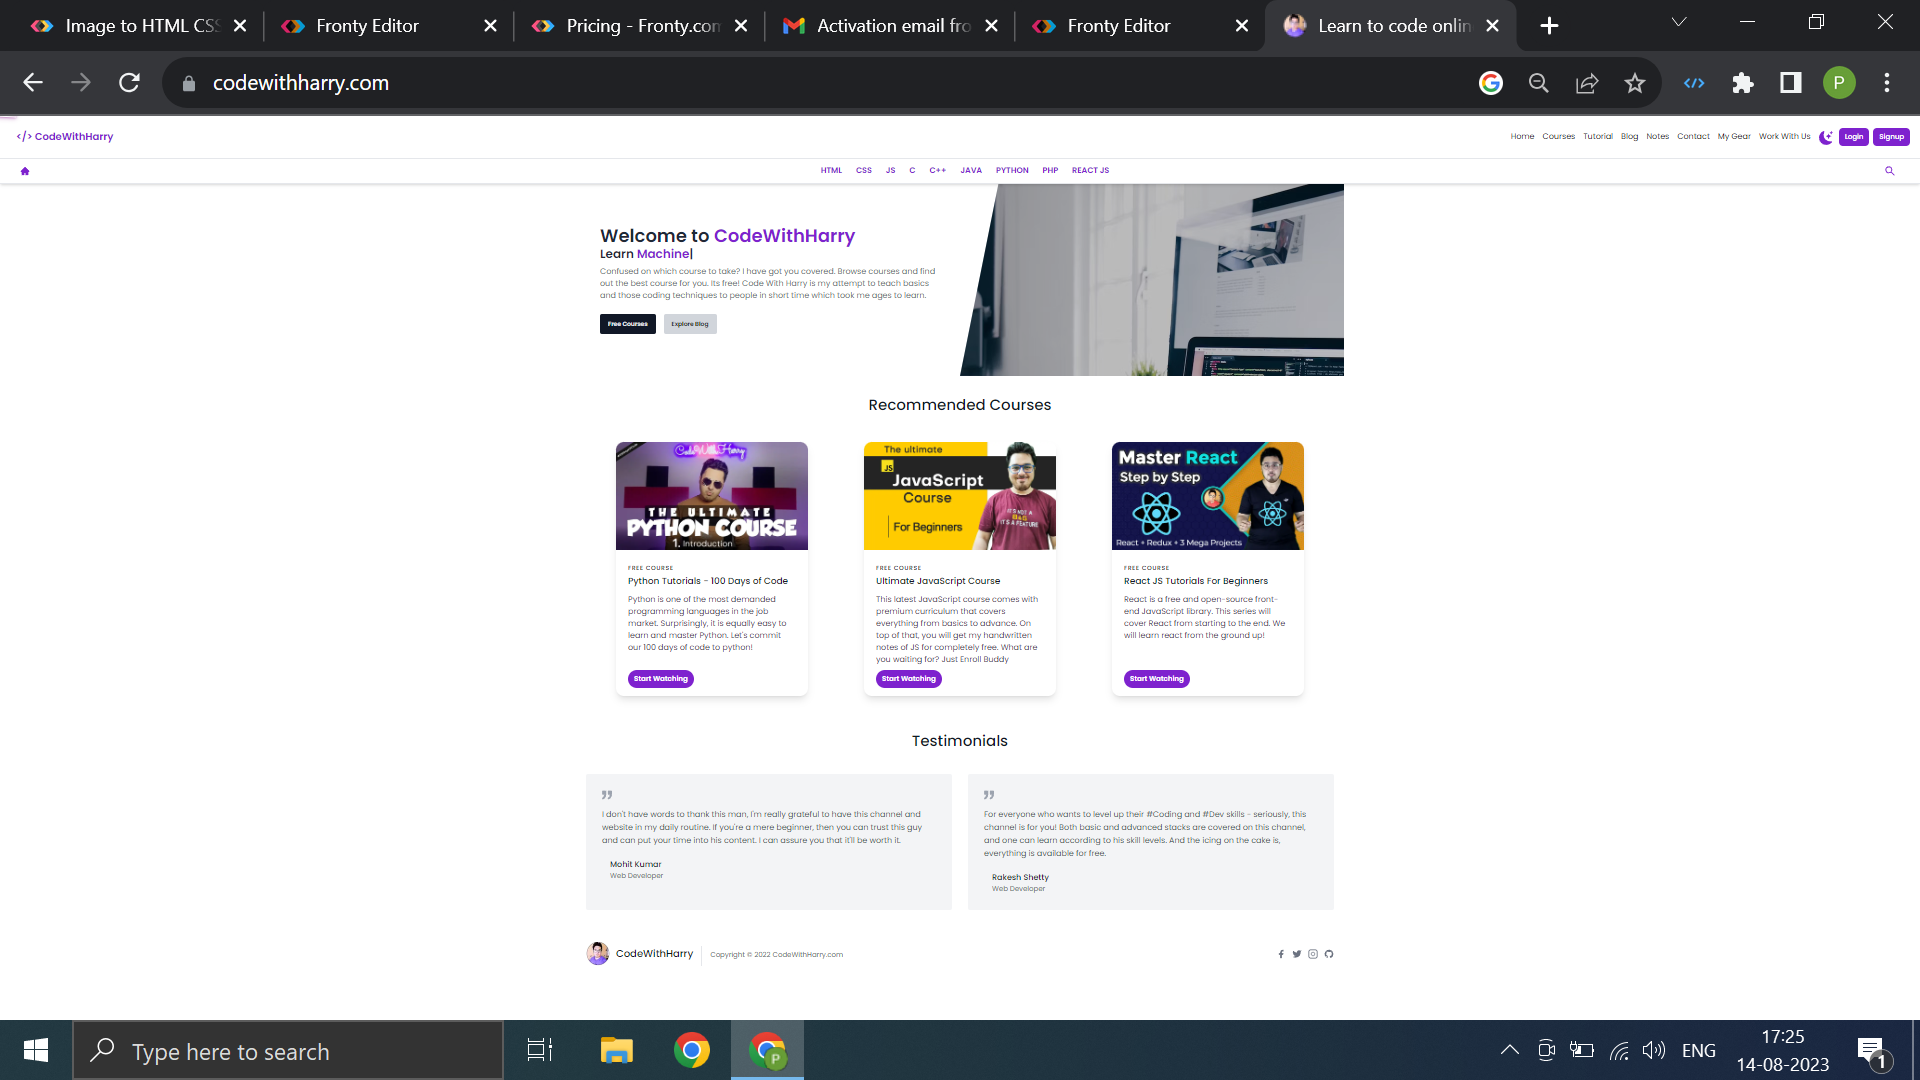 Image to HTML CSS
Fronty Editor
Pricing - Fronty.com
Activation email fro
Fronty Editor
Learn to code onlin
codewithharry.com
P
</> CodeWithHarry
Home Courses Tutorial Blog Notes Contact My Gear Work With Us Login Signup
HTML CSS JS C C++ JAVA PYTHON PHP REACT JS
Welcome to CodeWithHarry
Learn Machine|
Confused on which course to take? I have got you covered. Browse courses and find
out the best course for you. Its free! Code With Harry is my attempt to teach basics
and those coding techniques to people in short time which took me ages to learn.
Free Courses Explore Blog
Recommended Courses
CodeWithHarry
THE ULTIMATE
PYTHON COURSE
1. Introduction
FREE COURSE
Python Tutorials - 100 Days of Code
Python is one of the most demanded
programming languages in the job
market. Surprisingly, it is equally easy to
learn and master Python. Let's commit
our 100 days of code to python!
Start Watching
The ultimate
JS
JavaScript
Course
For Beginners
IT'S NOT A
BUG
IT'S A FEATURE
FREE COURSE
Ultimate JavaScript Course
This latest JavaScript course comes with
premium curriculum that covers
everything from basics to advance. On
top of that, you will get my handwritten
notes of JS for completely free. What are
you waiting for? Just Enroll Buddy
Start Watching
Master React
Step by Step
React + Redux + 3 Mega Projects
FREE COURSE
React JS Tutorials For Beginners
React is a free and open-source front-
end JavaScript library. This series will
cover React from starting to the end. We
will learn react from the ground up!
Start Watching
Testimonials
I don't have words to thank this man, I'm really grateful to have this channel and
website in my daily routine. If you're a mere beginner, then you can trust this guy
and can put your time into his content. I can assure you that it'll be worth it.
Mohit Kumar
Web Developer
For everyone who wants to level up their #Coding and #Dev skills - seriously, this
channel is for you! Both basic and advanced stacks are covered on this channel,
and one can learn according to his skill levels. And the icing on the cake is,
everything is available for free.
Rakesh Shetty
Web Developer
CodeWithHarry
Copyright © 2022 CodeWithHarry.com
Type here to search
P
ENG
17:25
14-08-2023
1